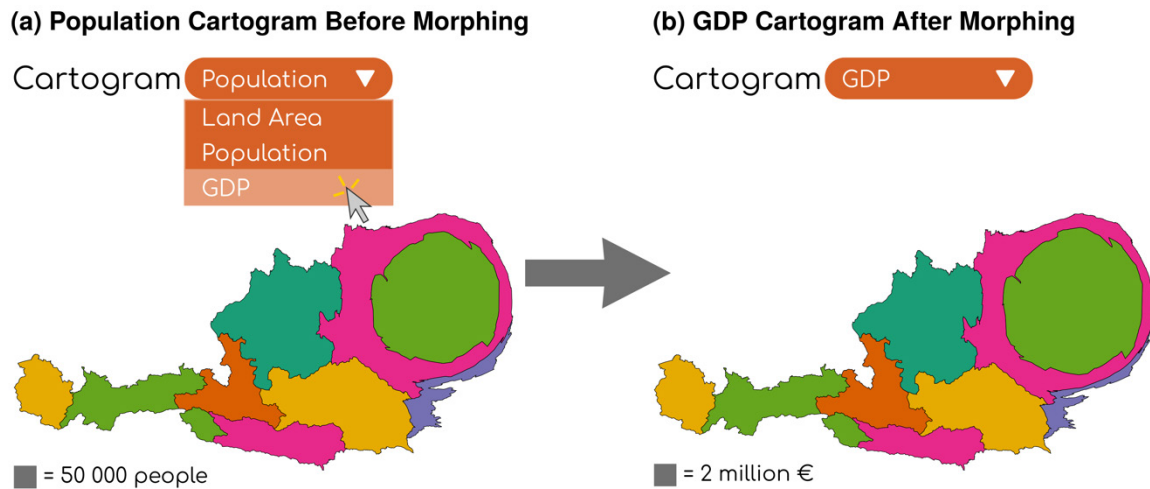 (a) Population Cartogram Before Morphing
Cartogram Population
Land Area
Population
GDP
= 50 000 people
(b) GDP Cartogram After Morphing
Cartogram GDP
= 2 million €